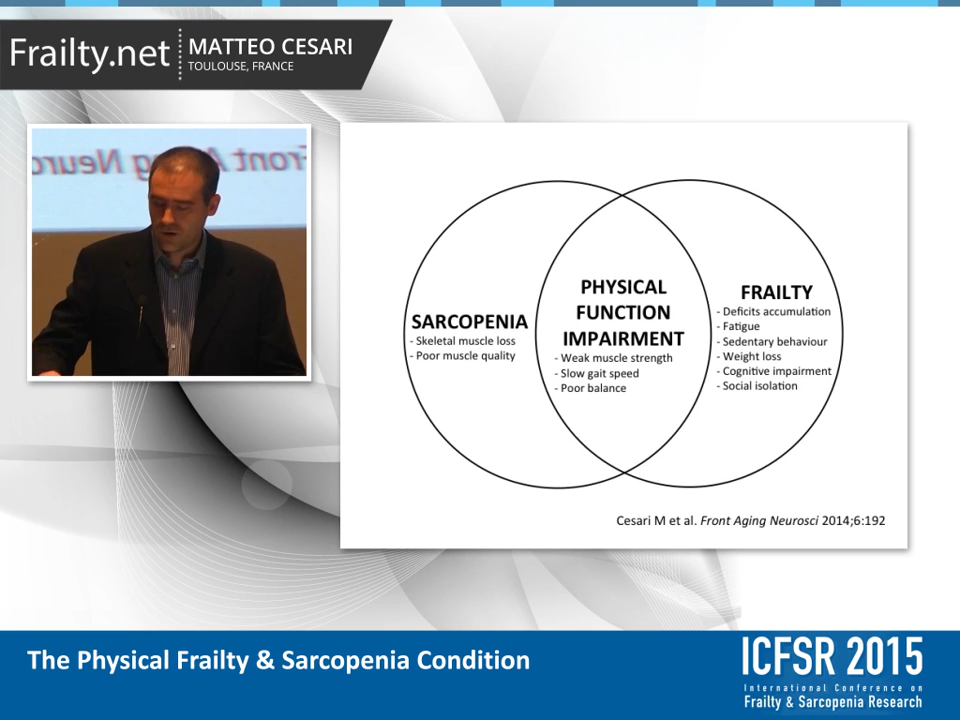 Frailty.net
MATTEO CESARI
TOULOUSE, FRANCE
Front Aging Neuro
SARCOPENIA
- Skeletal muscle loss
- Poor muscle quality
PHYSICAL
FUNCTION
IMPAIRMENT
- Weak muscle strength
- Slow gait speed
- Poor balance
FRAILTY
- Deficits accumulation
- Fatigue
- Sedentary behaviour
- Weight loss
- Cognitive impairment
- Social isolation
Cesari M et al. Front Aging Neurosci 2014;6:192
The Physical Frailty & Sarcopenia Condition
ICFSR 2015
International Conference on
Frailty & Sarcopenia Research